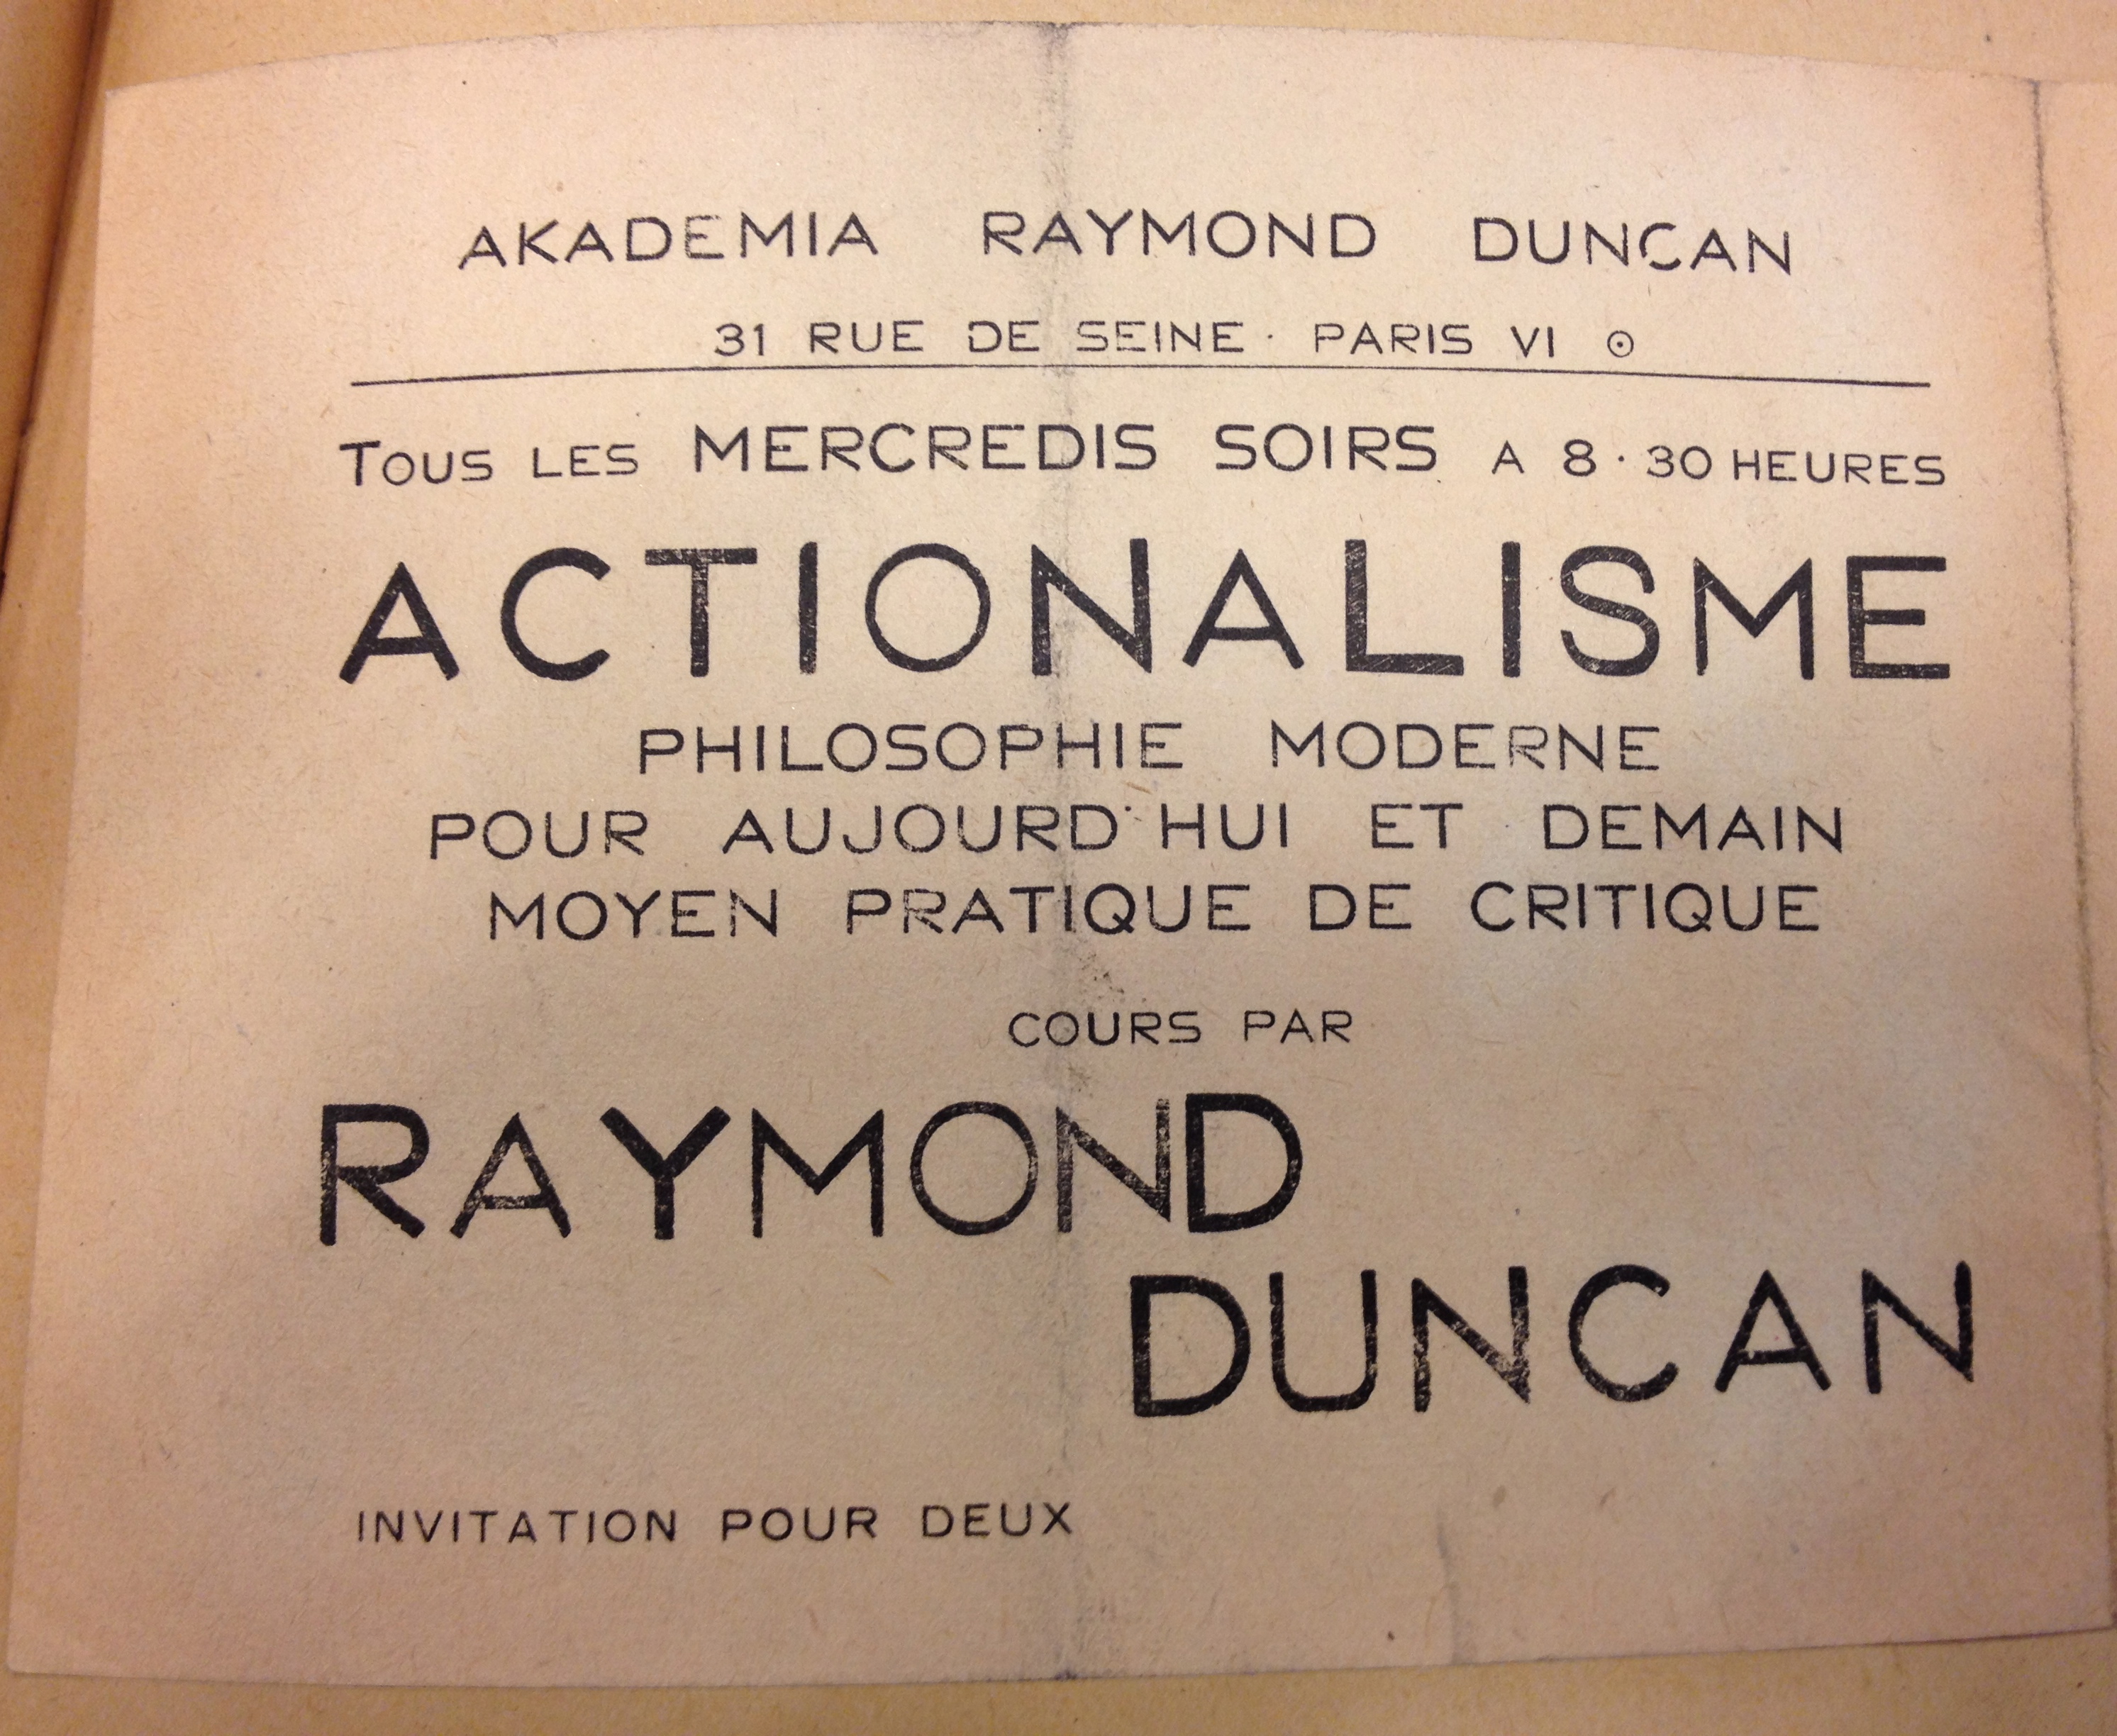 AKADEMIA RAYMOND DUNCAN
31 RUE DE SEINE · PARIS VI ⊙
TOUS LES MERCREDIS SOIRS A 8·30 HEURES
ACTIONALISME
PHILOSOPHIE MODERNE
POUR AUJOURD'HUI ET DEMAIN
MOYEN PRATIQUE DE CRITIQUE
COURS PAR
RAYMOND
DUNCAN
INVITATION POUR DEUX